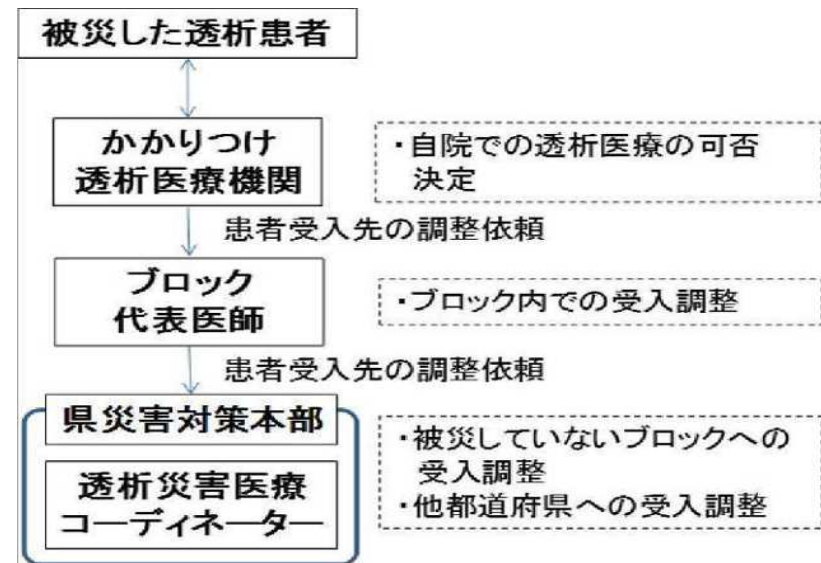 被災した透析患者
かかりつけ
透析医療機関
・自院での透析医療の可否
決定
患者受入先の調整依頼
ブロック
代表医師
・ブロック内での受入調整
患者受入先の調整依頼
県災害対策本部
透析災害医療
コーディネーター
・被災していないブロックへの
受入調整
・他都道府県への受入調整